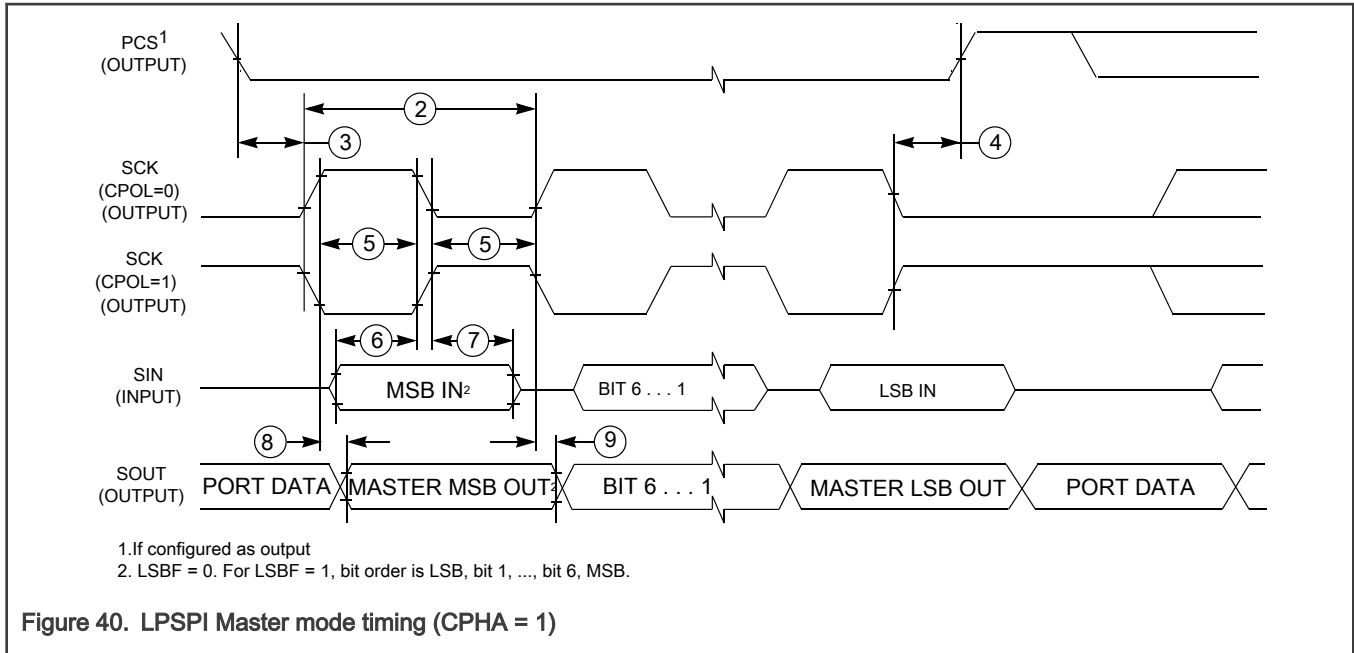 PCS1
(OUTPUT)
2
3
4
SCK
(CPOL=0)
(OUTPUT)
5
5
SCK
(CPOL=1)
(OUTPUT)
6
7
SIN
(INPUT)
MSB IN2
BIT 6 . . . 1
LSB IN
8
9
SOUT
(OUTPUT)
PORT DATA
MASTER MSB OUT2
BIT 6 . . . 1
MASTER LSB OUT
PORT DATA
1.If configured as output
2. LSBF = 0. For LSBF = 1, bit order is LSB, bit 1, ..., bit 6, MSB.
Figure 40. LPSPI Master mode timing (CPHA = 1)